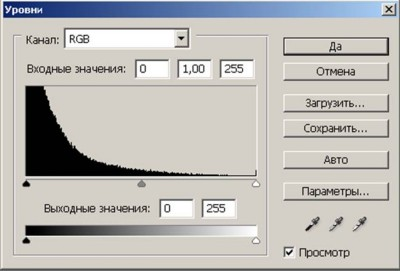 Уровни
Канал: RGB
Входные значения: 0 1,00 255
Выходные значения: 0 255
Да
Отмена
Загрузить...
Сохранить...
Авто
Параметры...
Просмотр